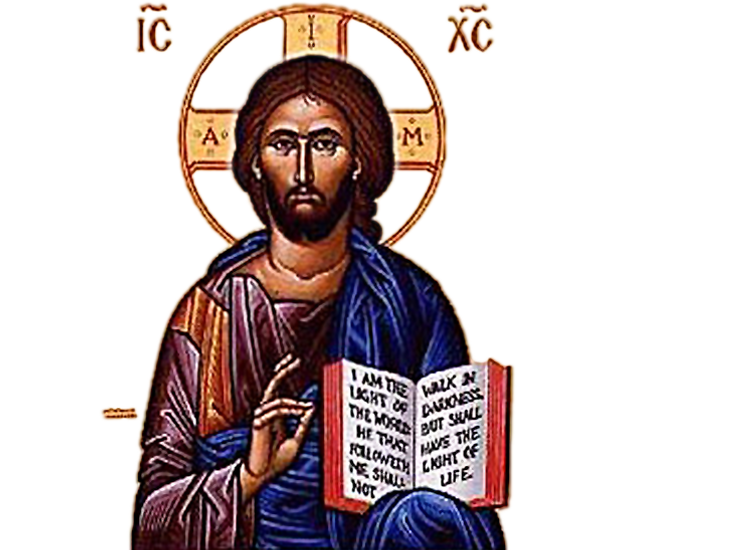 IC XC
I
A M
I AM THE
LIGHT OF
THE WORLD:
HE THAT
FOLLOWETH
ME SHALL
NOT
WALK IN
DARKNESS,
BUT SHALL
HAVE THE
LIGHT OF
LIFE.